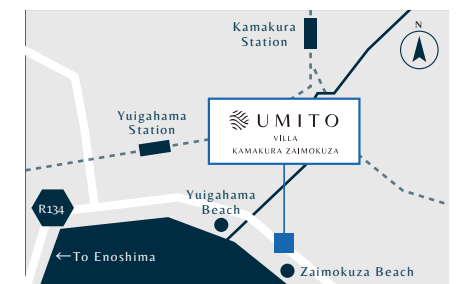 Kamakura
Station
N
Yuigahama
Station
UMITO
VILLA
KAMAKURA ZAIMOKUZA
Yuigahama
Beach
R134
←To Enoshima
Zaimokuza Beach